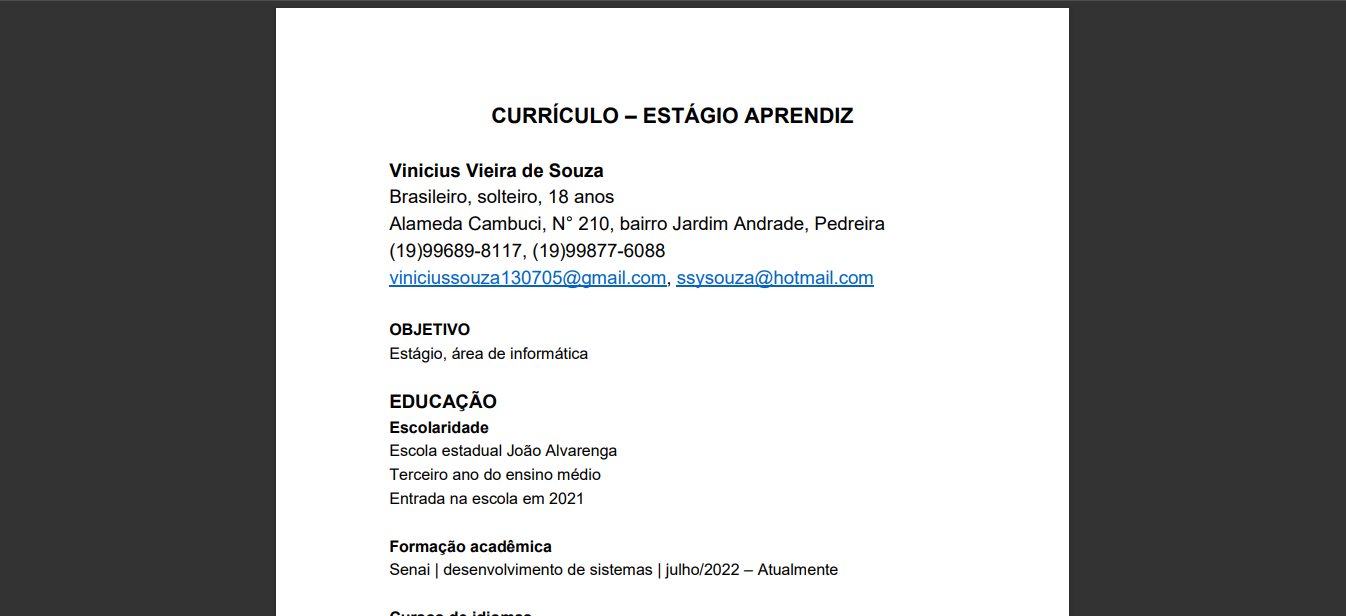 CURRÍCULO – ESTÁGIO APRENDIZ
Vinicius Vieira de Souza
Brasileiro, solteiro, 18 anos
Alameda Cambuci, N° 210, bairro Jardim Andrade, Pedreira
(19)99689-8117, (19)99877-6088
viniciussouza130705@gmail.com, ssysouza@hotmail.com
OBJETIVO
Estágio, área de informática
EDUCAÇÃO
Escolaridade
Escola estadual João Alvarenga
Terceiro ano do ensino médio
Entrada na escola em 2021
Formação acadêmica
Senai | desenvolvimento de sistemas | julho/2022 – Atualmente
Cursos de idiomas